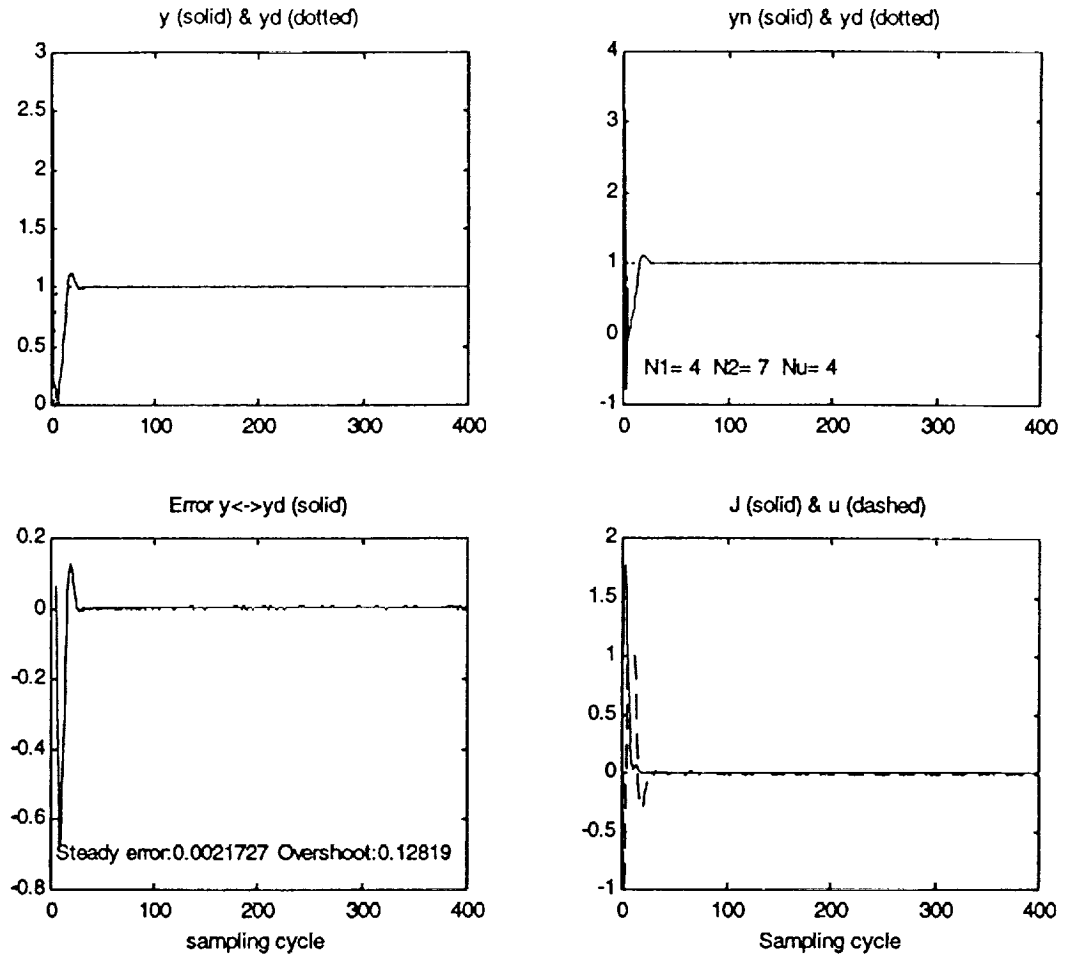 y (solid) & yd (dotted)
3
2.5
2
1.5
1
0.5
0
0 100 200 300 400
yn (solid) & yd (dotted)
4
3
2
1
0
-1
N1= 4 N2= 7 Nu= 4
0 100 200 300 400
Error y<->yd (solid)
0.2
0
-0.2
-0.4
-0.6
-0.8
Steady error:0.0021727 Overshoot:0.12819
0 100 200 300 400
sampling cycle
J (solid) & u (dashed)
2
1.5
1
0.5
0
-0.5
-1
0 100 200 300 400
Sampling cycle